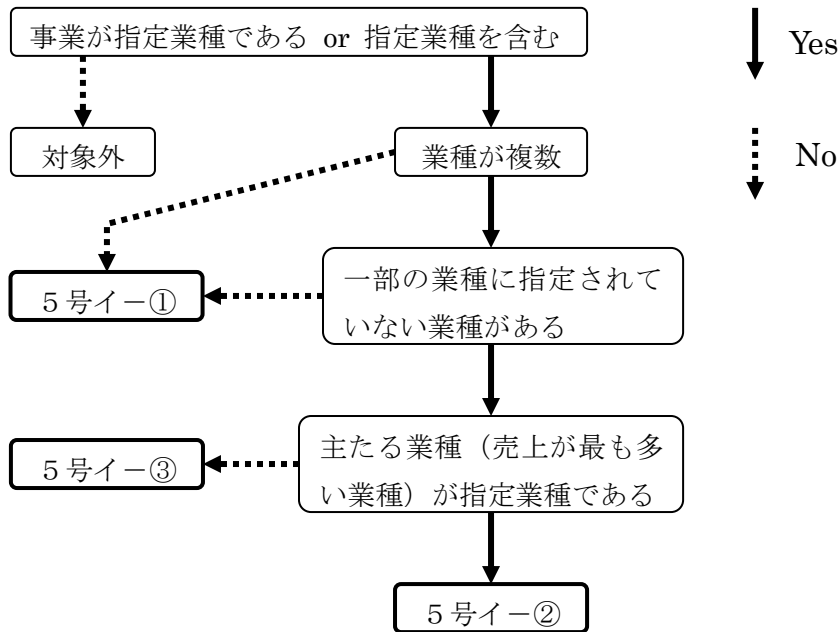 事業が指定業種である or 指定業種を含む
Yes
対象外
業種が複数
No
一部の業種に指定されて
いない業種がある
５号イ－①
主たる業種（売上が最も多
い業種）が指定業種である
５号イ－③
５号イ－②